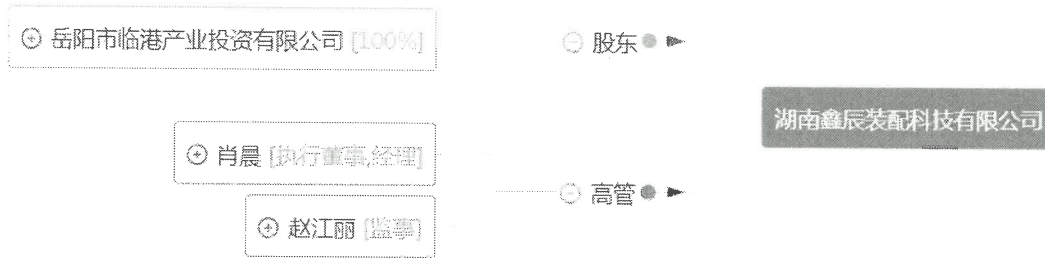 岳阳市临港产业投资有限公司 [100%]
股东
湖南鑫辰装配科技有限公司
肖晨 [执行董事,经理]
高管
赵江丽 [监事]